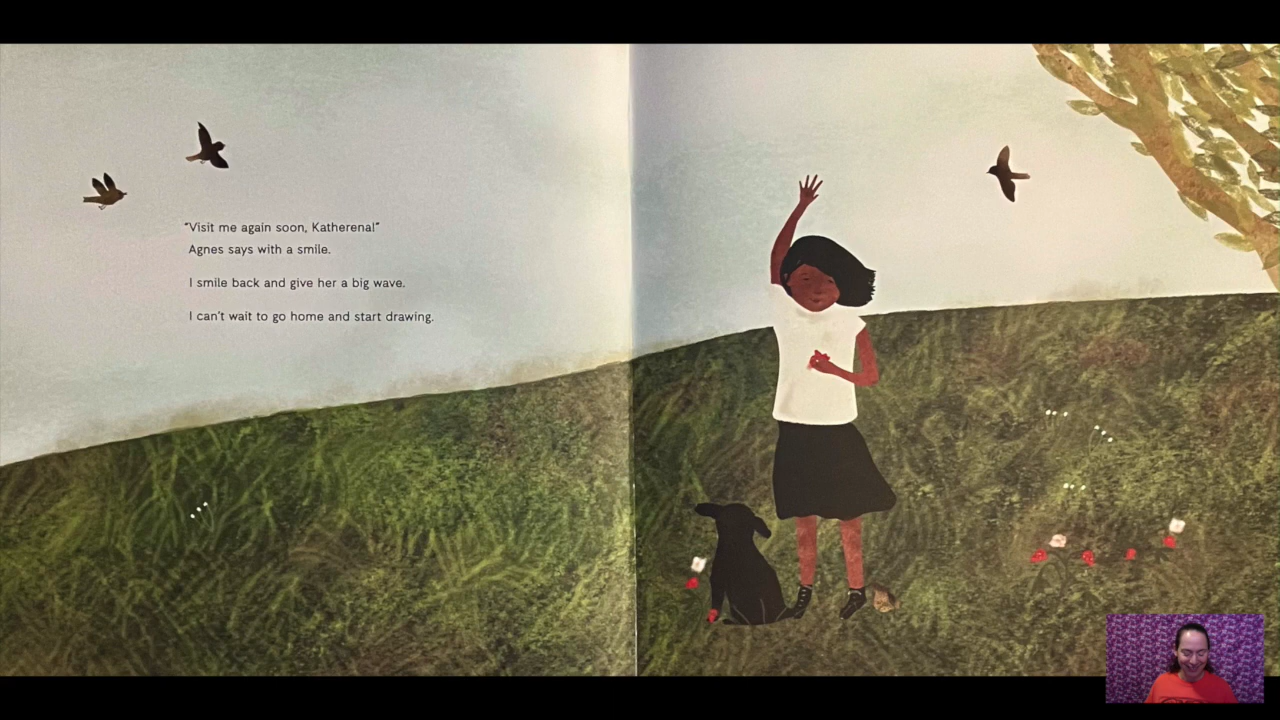 “Visit me again soon, Katherena!”
Agnes says with a smile.
I smile back and give her a big wave.
I can't wait to go home and start drawing.